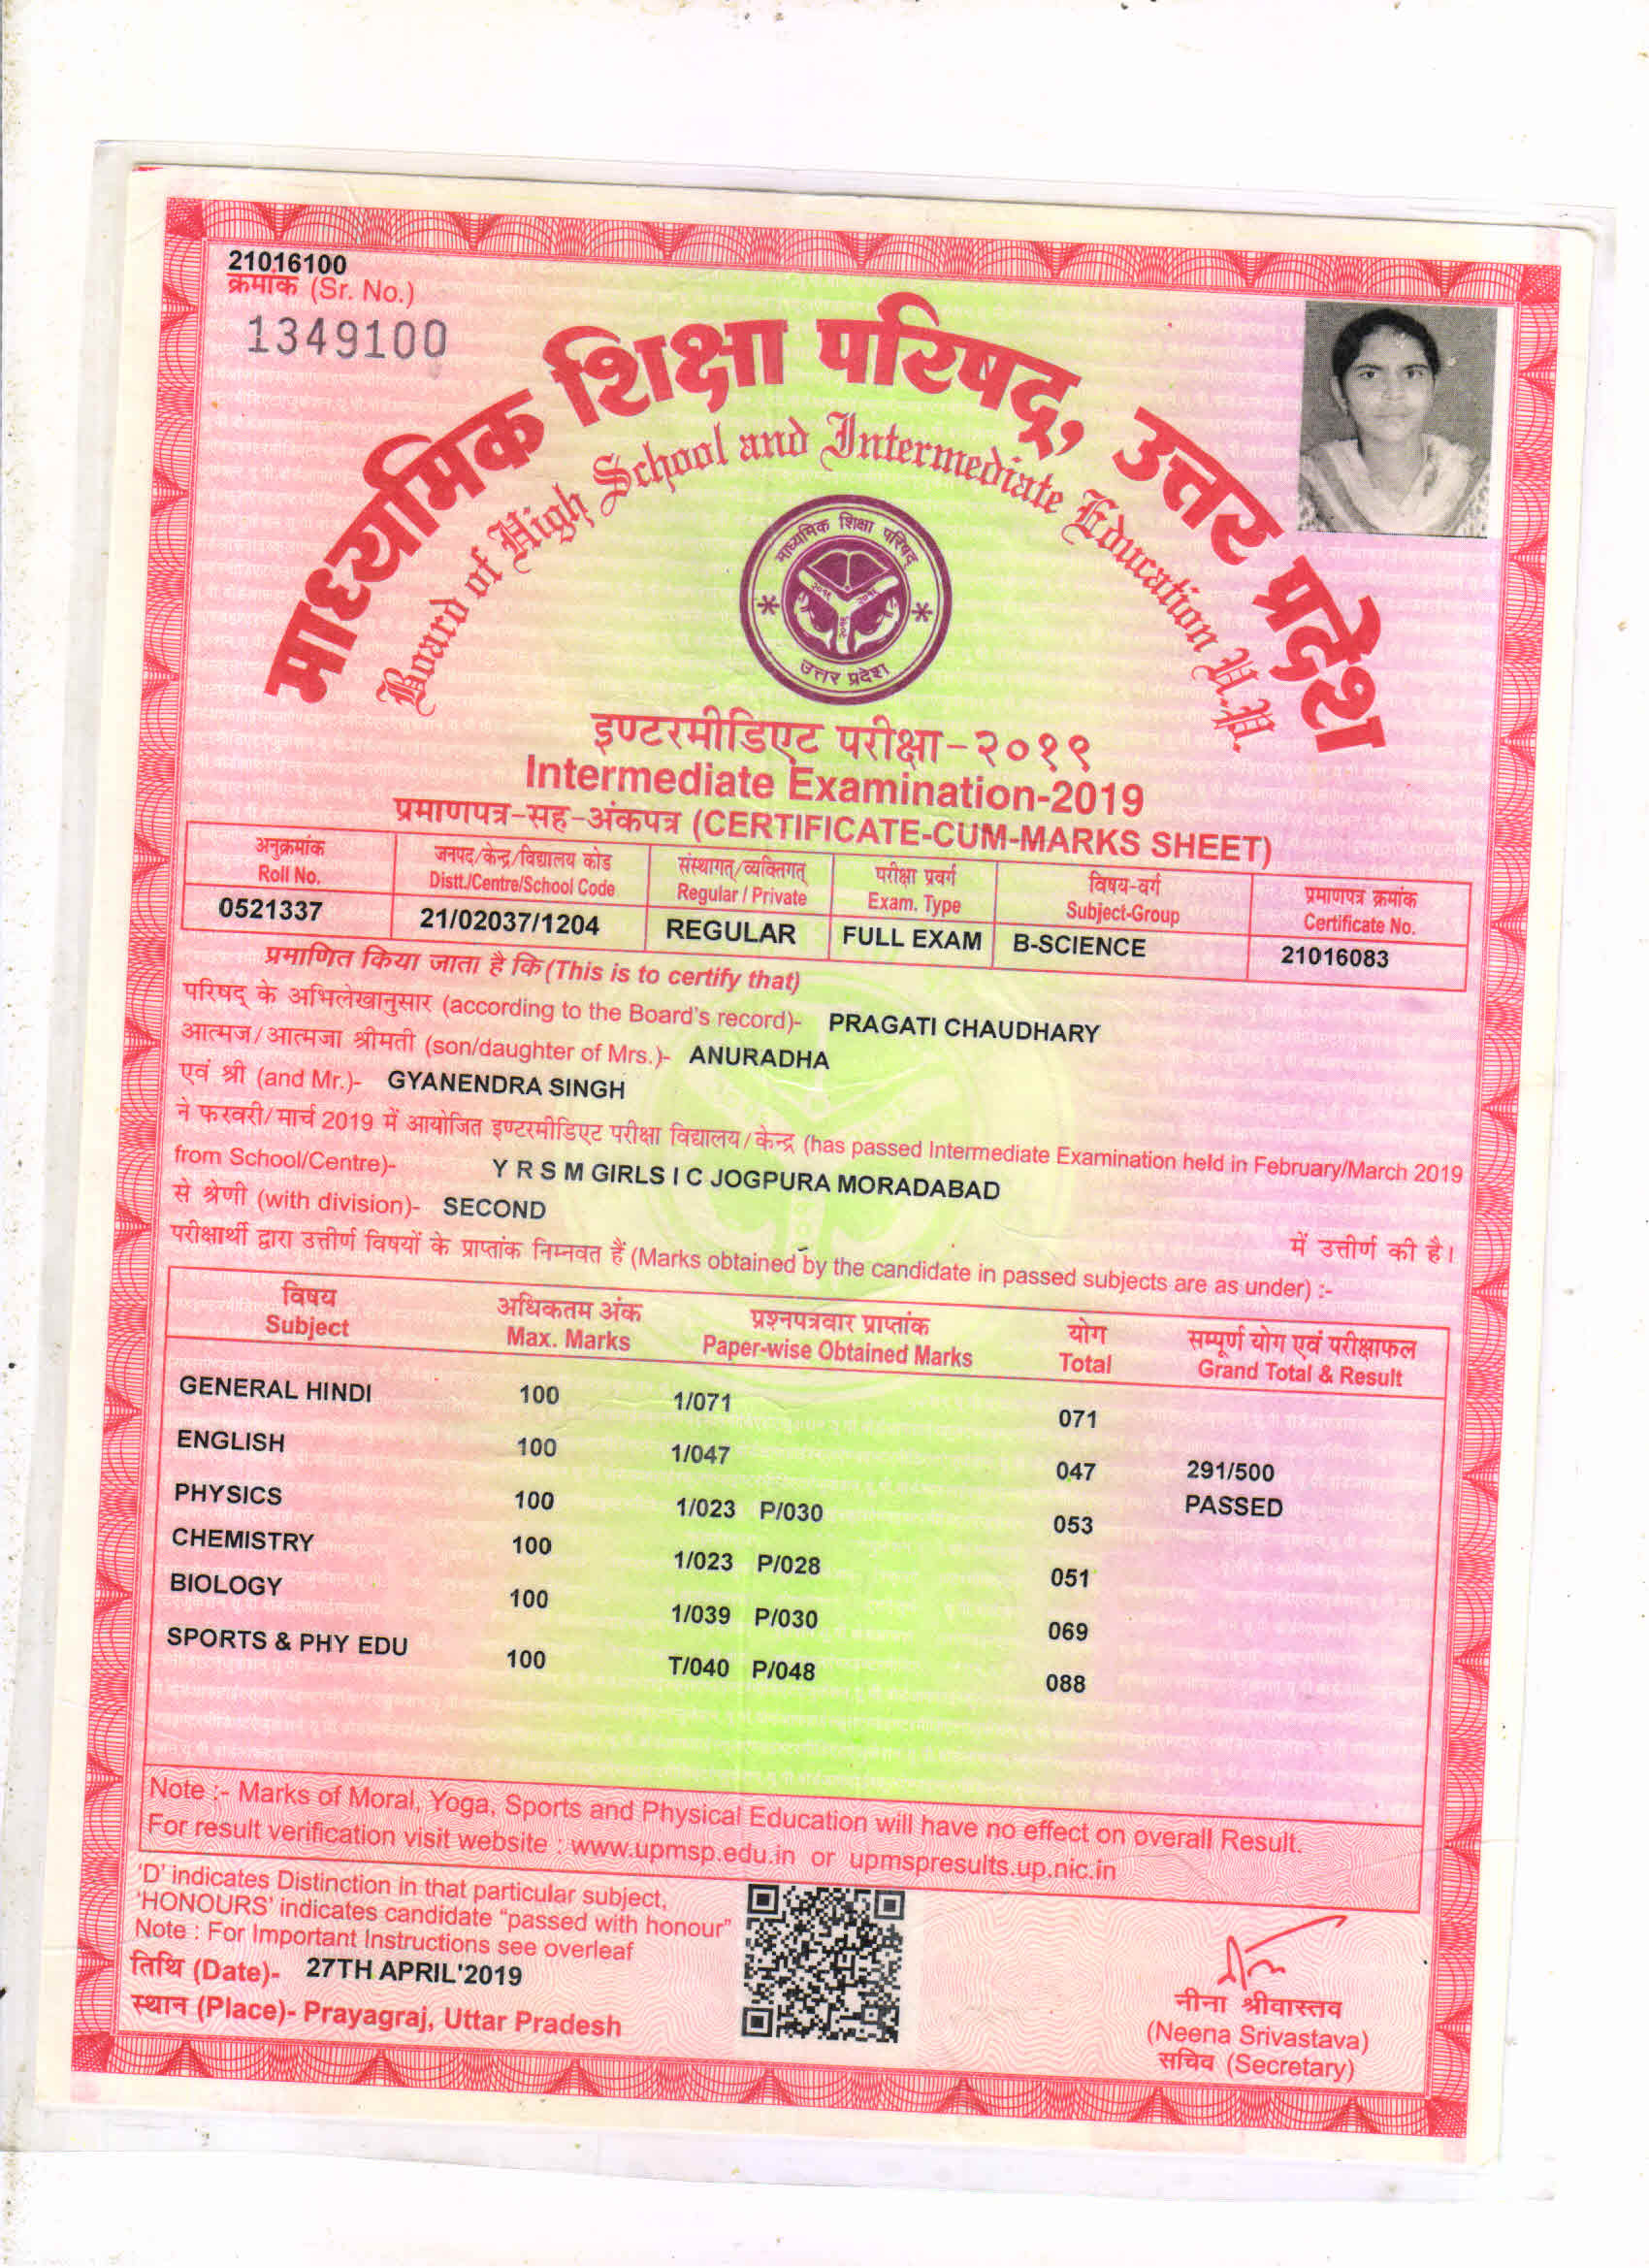 21016100
क्रमांक (Sr. No.)
1349100
माध्यमिक शिक्षा परिषद्, उत्तर प्रदेश
Board of High School and Intermediate Education U.P.
माध्यमिक शिक्षा परिषद्
उत्तर प्रदेश
इण्टरमीडिएट परीक्षा-२०१९
Intermediate Examination-2019
प्रमाणपत्र-सह-अंकपत्र (CERTIFICATE-CUM-MARKS SHEET)
अनुक्रमांक जनपद/केन्द्र/विद्यालय कोड संस्थागत्/व्यक्तिगत् परीक्षा प्रवर्ग विषय-वर्ग प्रमाणपत्र क्रमांक
Roll No. Distt./Centre/School Code Regular / Private Exam. Type Subject-Group Certificate No.
0521337 21/02037/1204 REGULAR FULL EXAM B-SCIENCE 21016083
प्रमाणित किया जाता है कि (This is to certify that)
परिषद् के अभिलेखानुसार (according to the Board's record)- PRAGATI CHAUDHARY
आत्मज/आत्मजा श्रीमती (son/daughter of Mrs.)- ANURADHA
एवं श्री (and Mr.)- GYANENDRA SINGH
ने फरवरी/मार्च 2019 में आयोजित इण्टरमीडिएट परीक्षा विद्यालय/केन्द्र (has passed Intermediate Examination held in February/March 2019
from School/Centre)- Y R S M GIRLS I C JOGPURA MORADABAD
से श्रेणी (with division)- SECOND में उत्तीर्ण की है।
परीक्षार्थी द्वारा उत्तीर्ण विषयों के प्राप्तांक निम्नवत हैं (Marks obtained by the candidate in passed subjects are as under) :-
विषय अधिकतम अंक प्रश्नपत्रवार प्राप्तांक योग सम्पूर्ण योग एवं परीक्षाफल
Subject Max. Marks Paper-wise Obtained Marks Total Grand Total & Result
GENERAL HINDI 100 1/071 071
ENGLISH 100 1/047 047 291/500
PHYSICS 100 1/023 P/030 053 PASSED
CHEMISTRY 100 1/023 P/028 051
BIOLOGY 100 1/039 P/030 069
SPORTS & PHY EDU 100 T/040 P/048 088
Note :- Marks of Moral, Yoga, Sports and Physical Education will have no effect on overall Result.
For result verification visit website : www.upmsp.edu.in or upmspresults.up.nic.in
'D' indicates Distinction in that particular subject,
'HONOURS' indicates candidate "passed with honour"
Note : For Important Instructions see overleaf
तिथि (Date)- 27TH APRIL'2019
स्थान (Place)- Prayagraj, Uttar Pradesh
नीना श्रीवास्तव
(Neena Srivastava)
सचिव (Secretary)